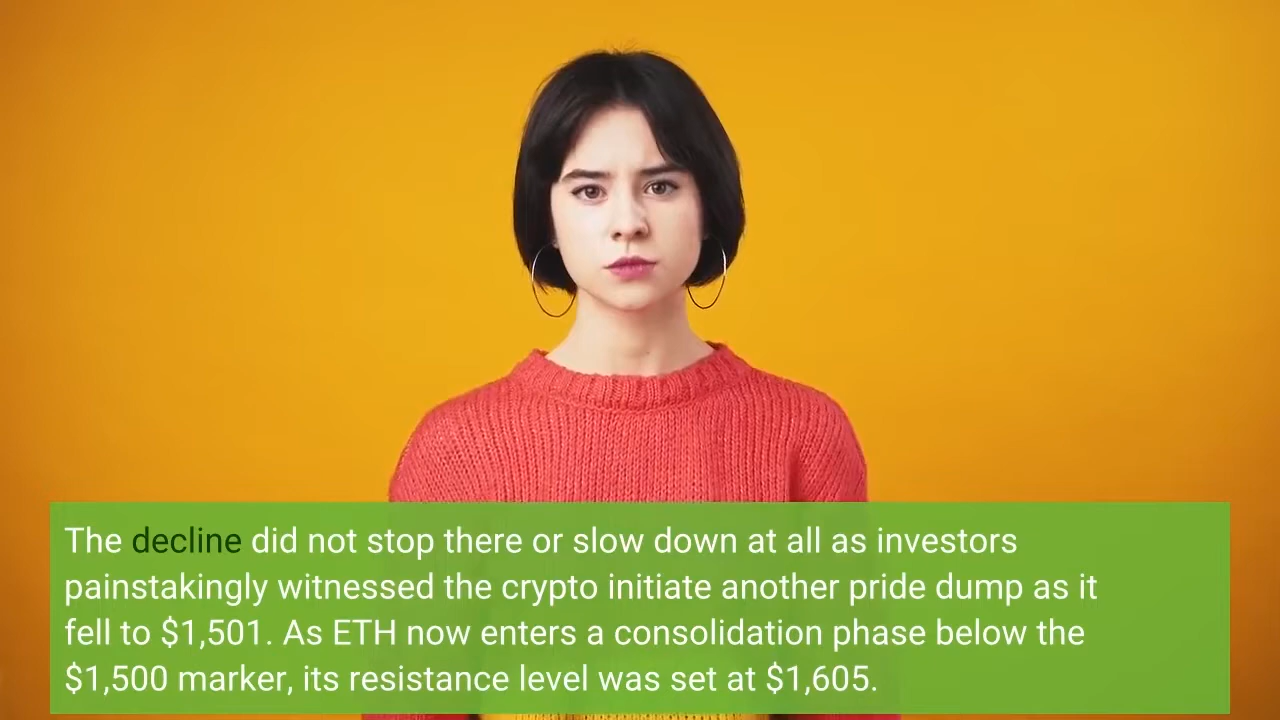 The decline did not stop there or slow down at all as investors
painstakingly witnessed the crypto initiate another pride dump as it
fell to $1,501. As ETH now enters a consolidation phase below the
$1,500 marker, its resistance level was set at $1,605.